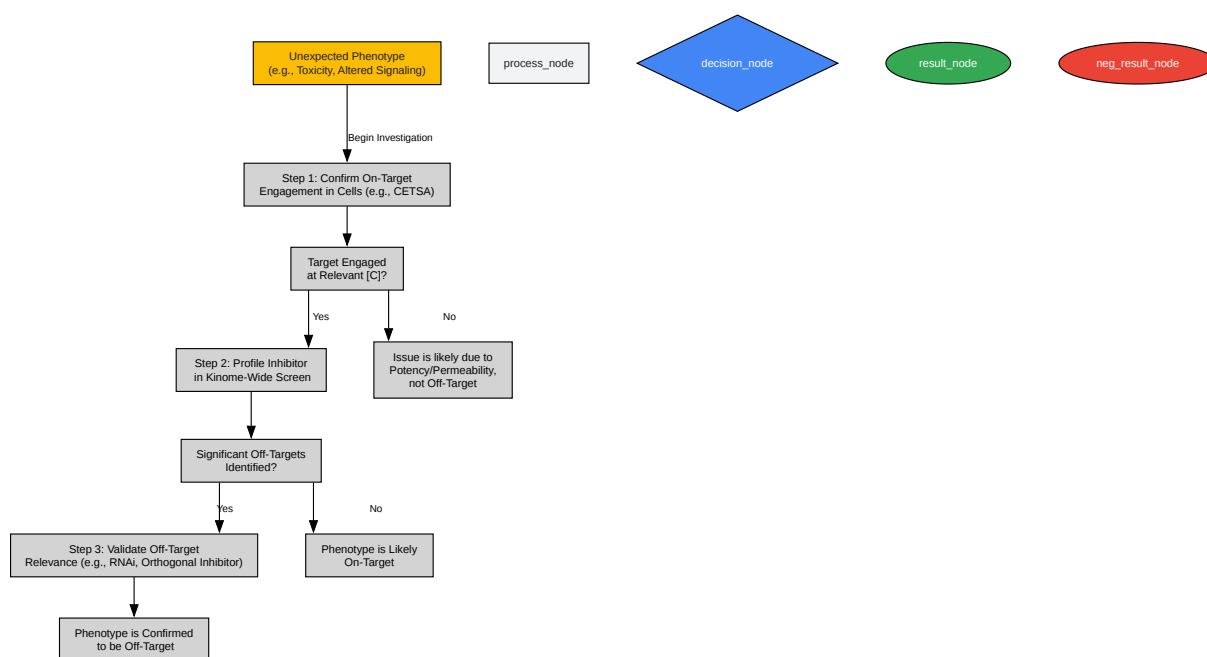 Unexpected Phenotype
(e.g., Toxicity, Altered Signaling)
process_node
decision_node
result_node
neg_result_node
Begin Investigation
Step 1: Confirm On-Target
Engagement in Cells (e.g., CETSA)
Target Engaged
at Relevant [C]?
Yes
No
Step 2: Profile Inhibitor
in Kinome-Wide Screen
Issue is likely due to
Potency/Permeability,
not Off-Target
Significant Off-Targets
Identified?
Yes
No
Step 3: Validate Off-Target
Relevance (e.g., RNAi, Orthogonal Inhibitor)
Phenotype is Likely
On-Target
Phenotype is Confirmed
to be Off-Target